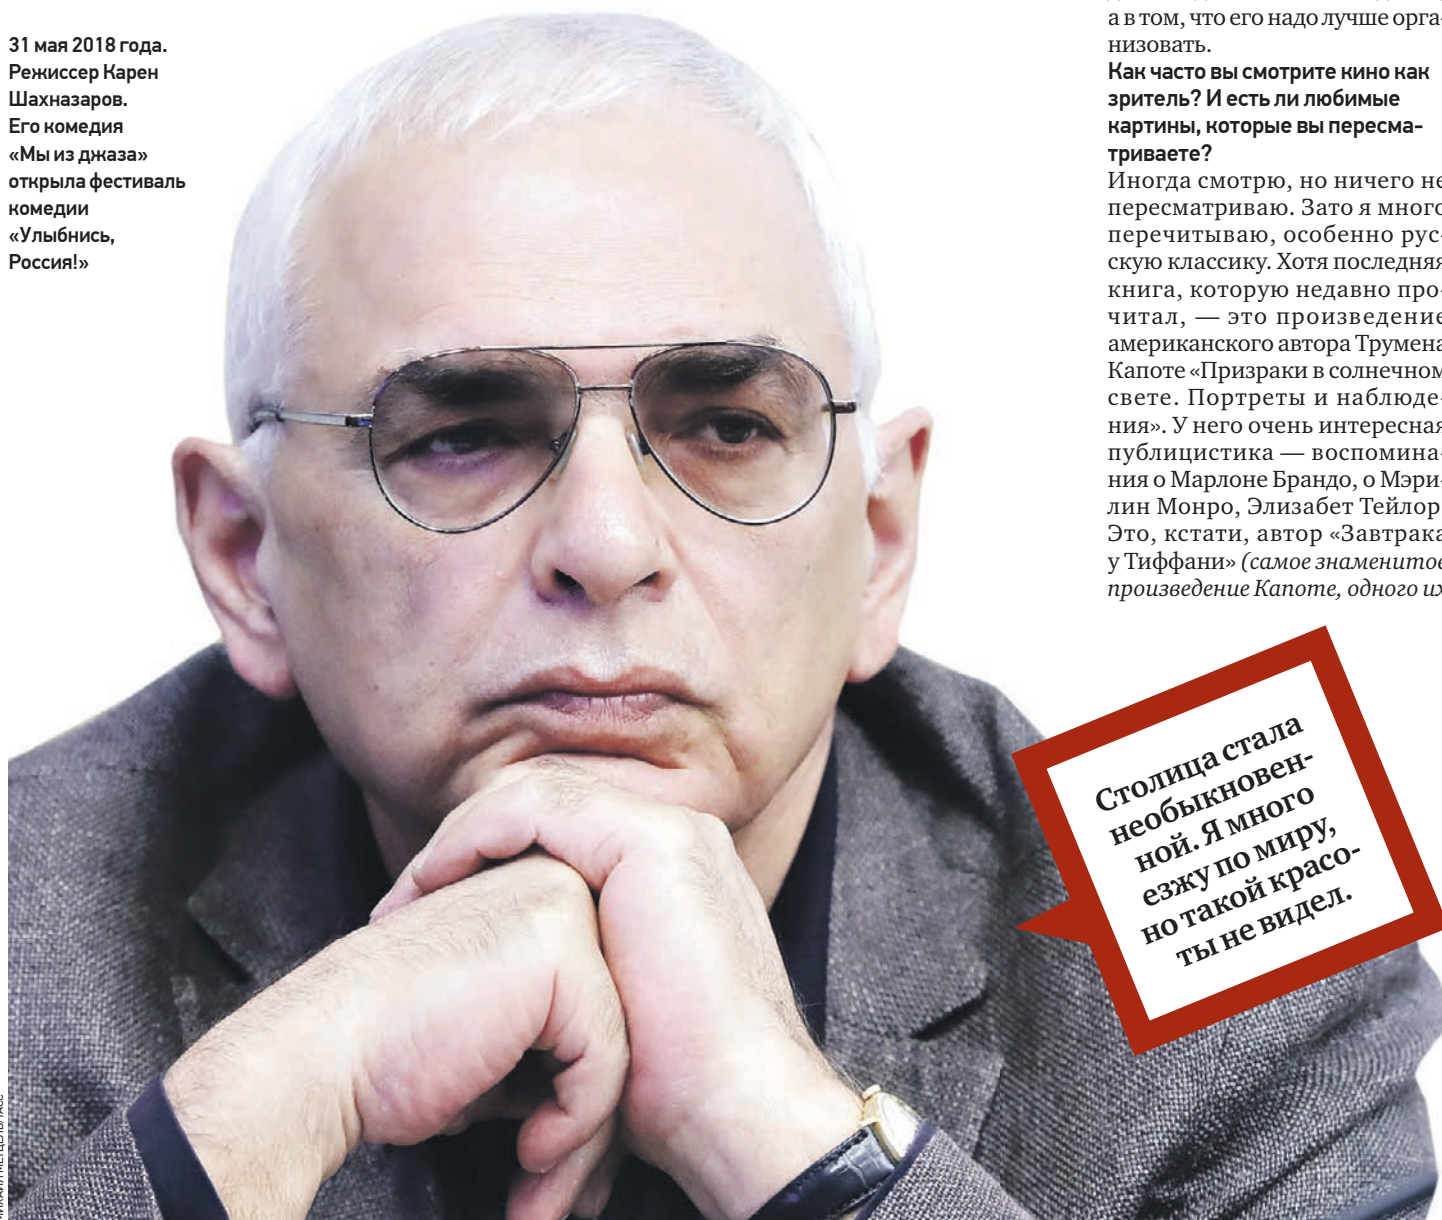 31 мая 2018 года.
Режиссер Карен
Шахназаров.
Его комедия
«Мы из джаза»
открыла фестиваль
комедии
«Улыбнись,
Россия!»
а в том, что его надо лучше орга-
низовать.
Как часто вы смотрите кино как
зритель? И есть ли любимые
картины, которые вы пересма-
триваете?
Иногда смотрю, но ничего не
пересматриваю. Зато я много
перечитываю, особенно рус-
скую классику. Хотя последняя
книга, которую недавно про-
читал, — это произведение
американского автора Трумена
Капоте «Призраки в солнечном
свете. Портреты и наблюде-
ния». У него очень интересная
публицистика — воспомина-
ния о Марлоне Брандо, о Мэри-
лин Монро, Элизабет Тейлор
Это, кстати, автор «Завтрака
у Тиффани» (самое знаменитое
произведение Капоте, одного их
Столица стала
необыкновен-
ной. Я много
езжу по миру,
но такой красо-
ты не видел.